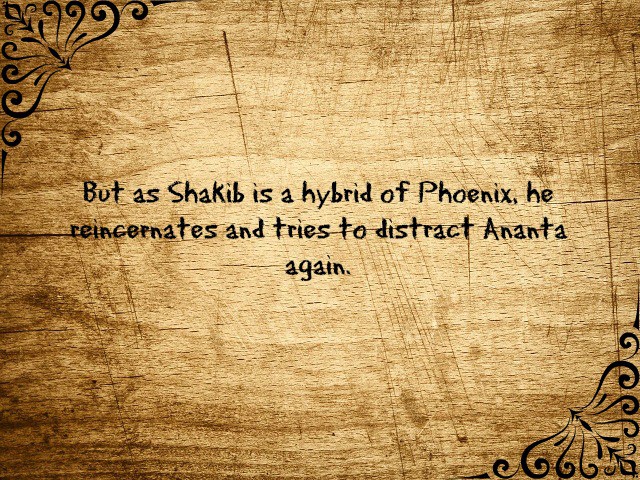 But as Shakib is a hybrid of Phoenix, he
reincernates and tries to distract Ananta
again.